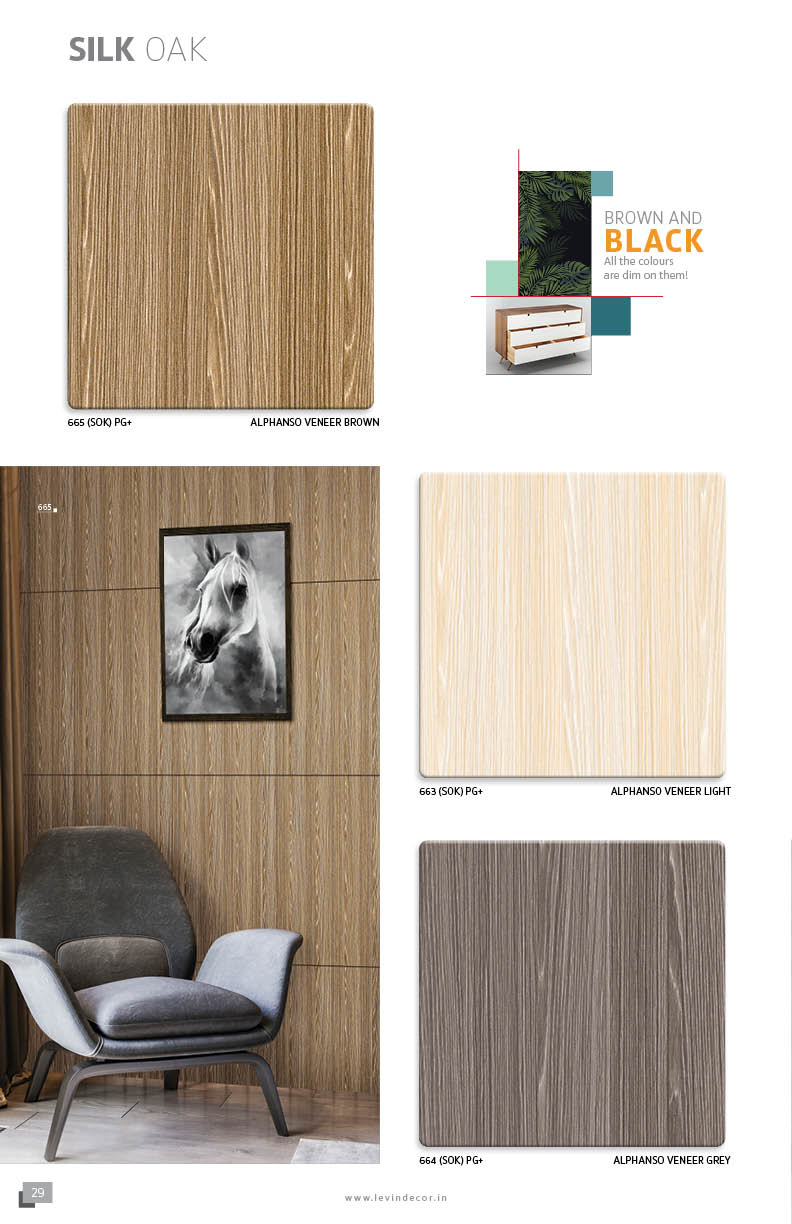 SILK OAK
BROWN AND
BLACK
All the colours
are dim on them!
665 (SOK) PG+ ALPHANSO VENEER BROWN
665
663 (SOK) PG+ ALPHANSO VENEER LIGHT
664 (SOK) PG+ ALPHANSO VENEER GREY
29
www.levindecor.in